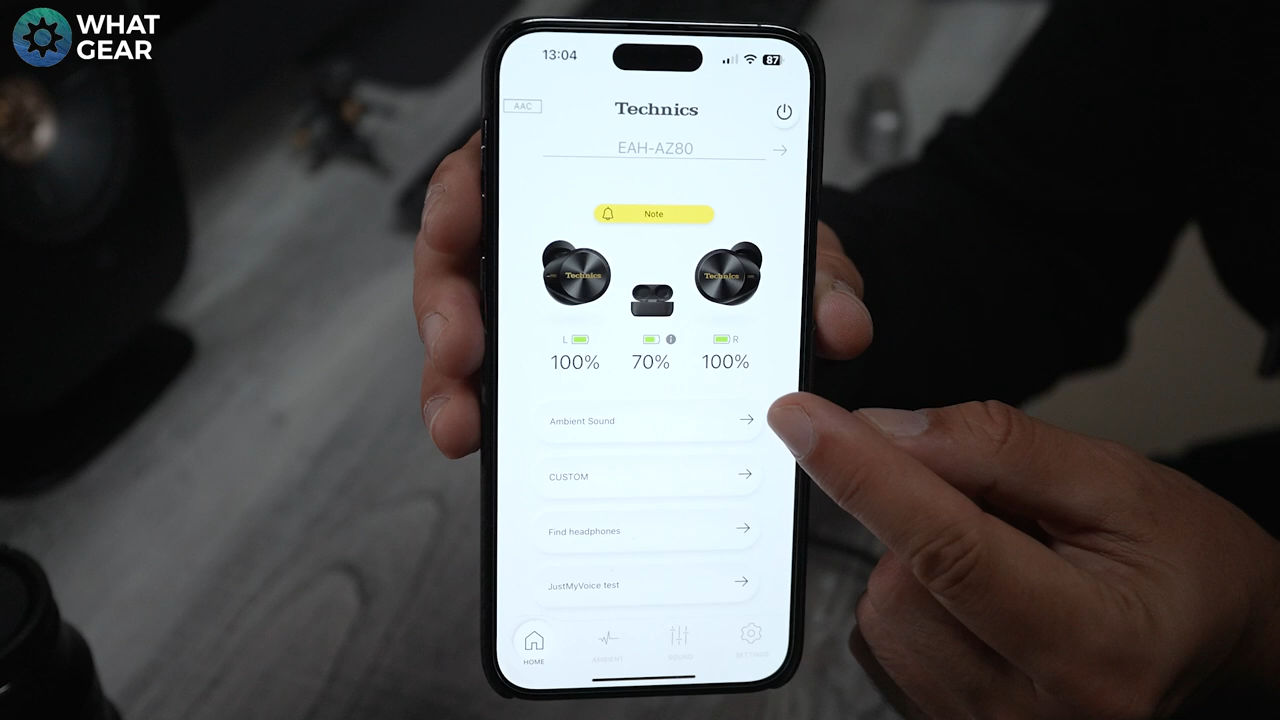 WHAT
GEAR
13:04
87
AAC
Technics
EAH-AZ80
Note
Technics
Technics
L
R
100%
70%
100%
Ambient Sound
CUSTOM
Find headphones
JustMyVoice test
HOME
AMBIENT
SOUND
SETTINGS